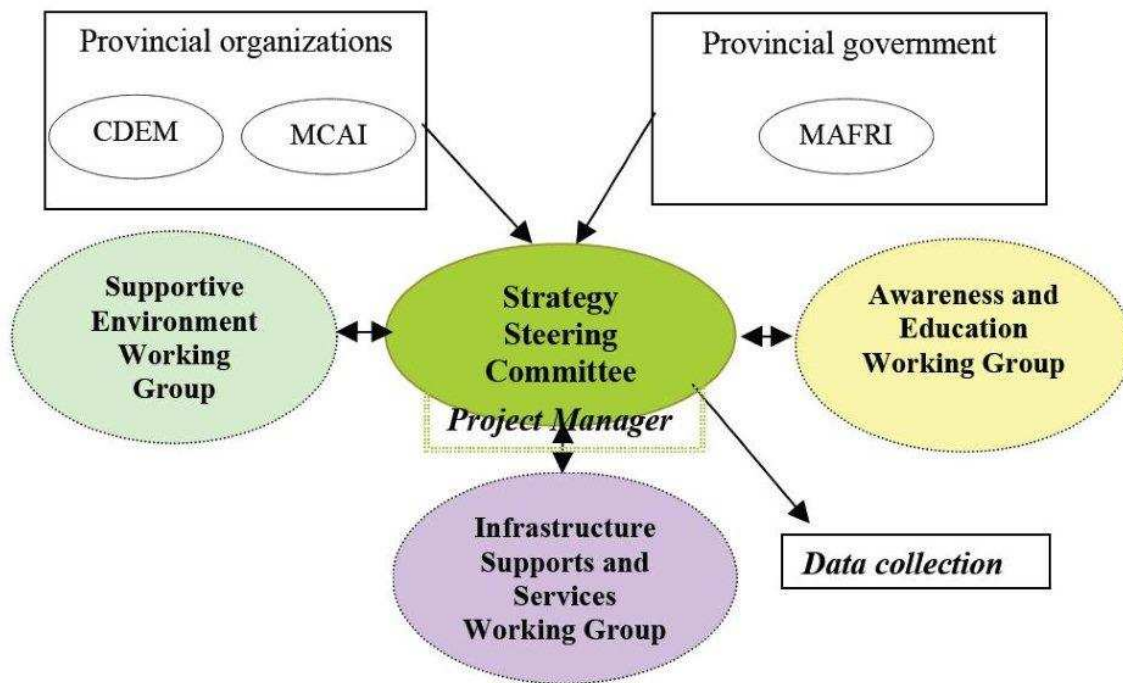 Provincial organizations
CDEM
MCAI
Provincial government
MAFRI
Supportive
Environment
Working
Group
Strategy
Steering
Committee
Project Manager
Awareness and
Education
Working Group
Infrastructure
Supports and
Services
Working Group
Data collection